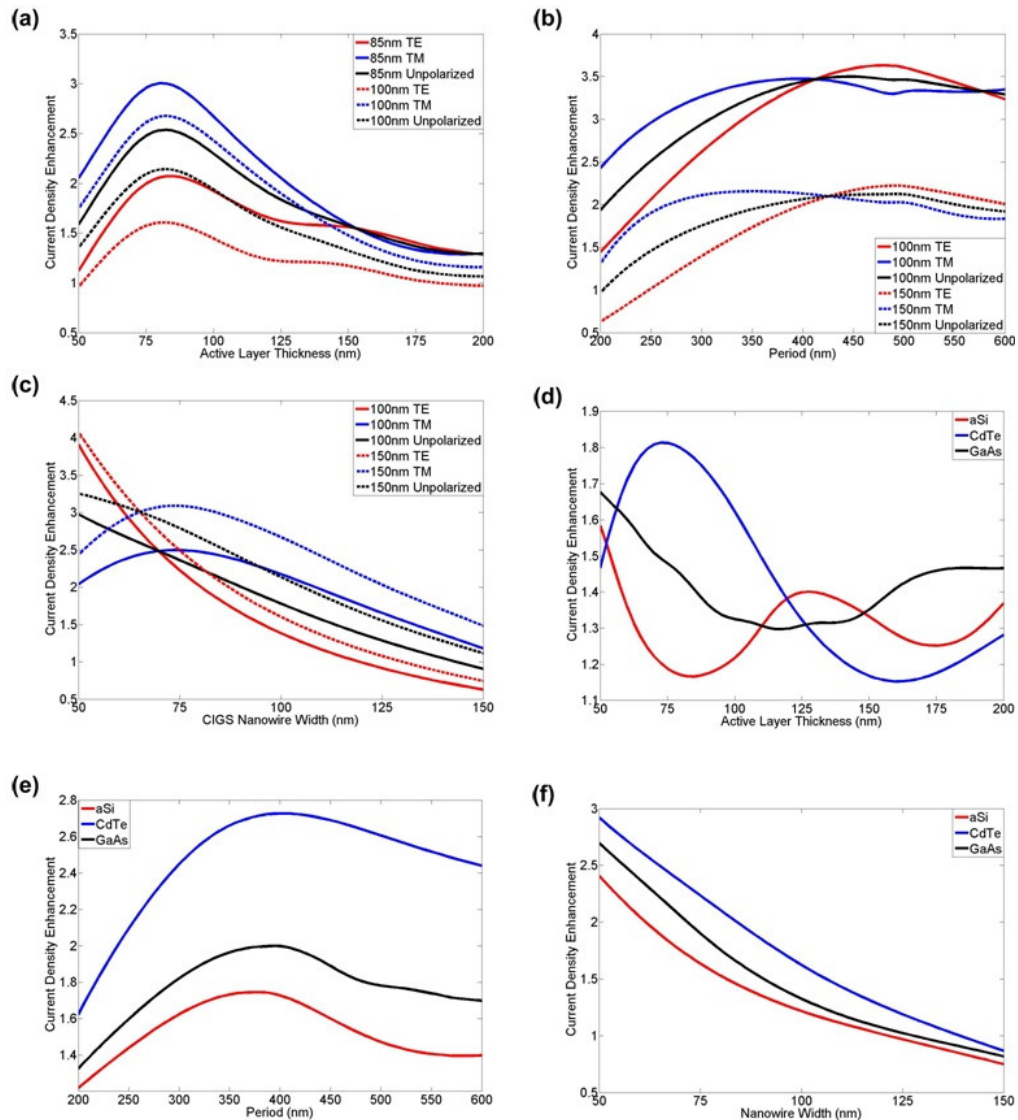 (a)
Current Density Enhancement
3.5
3
2.5
2
1.5
1
0.5
50
75
100
125
150
175
200
Active Layer Thickness (nm)
85nm TE
85nm TM
85nm Unpolarized
100nm TE
100nm TM
100nm Unpolarized
(b)
Current Density Enhancement
4
3.5
3
2.5
2
1.5
1
0.5
200
250
300
350
400
450
500
550
600
Period (nm)
100nm TE
100nm TM
100nm Unpolarized
150nm TE
150nm TM
150nm Unpolarized
(c)
Current Density Enhancement
4.5
4
3.5
3
2.5
2
1.5
1
0.5
50
75
100
125
150
CIGS Nanowire Width (nm)
100nm TE
100nm TM
100nm Unpolarized
150nm TE
150nm TM
150nm Unpolarized
(d)
Current Density Enhancement
1.9
1.8
1.7
1.6
1.5
1.4
1.3
1.2
1.1
50
75
100
125
150
175
200
Active Layer Thickness (nm)
aSi
CdTe
GaAs
(e)
Current Density Enhancement
2.8
2.6
2.4
2.2
2
1.8
1.6
1.4
200
250
300
350
400
450
500
550
600
Period (nm)
aSi
CdTe
GaAs
(f)
Current Density Enhancement
3
2.5
2
1.5
1
0.5
50
75
100
125
150
Nanowire Width (nm)
aSi
CdTe
GaAs